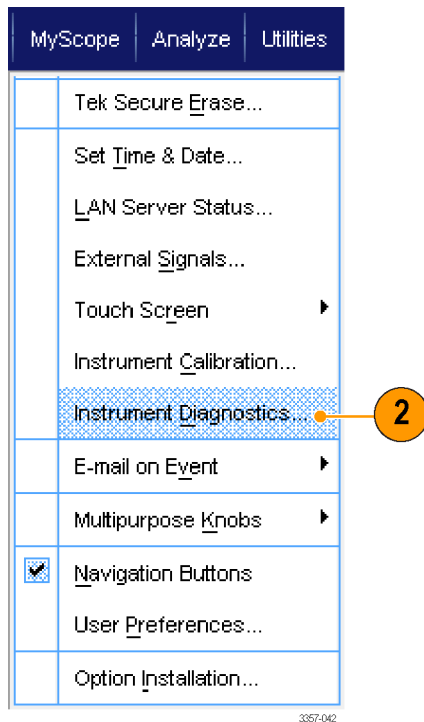 MyScope Analyze Utilities
Tek Secure Erase...
Set Time & Date...
LAN Server Status...
External Signals...
Touch Screen
Instrument Calibration...
Instrument Diagnostics...
2
E-mail on Event
Multipurpose Knobs
Navigation Buttons
User Preferences...
Option Installation...
3357-042